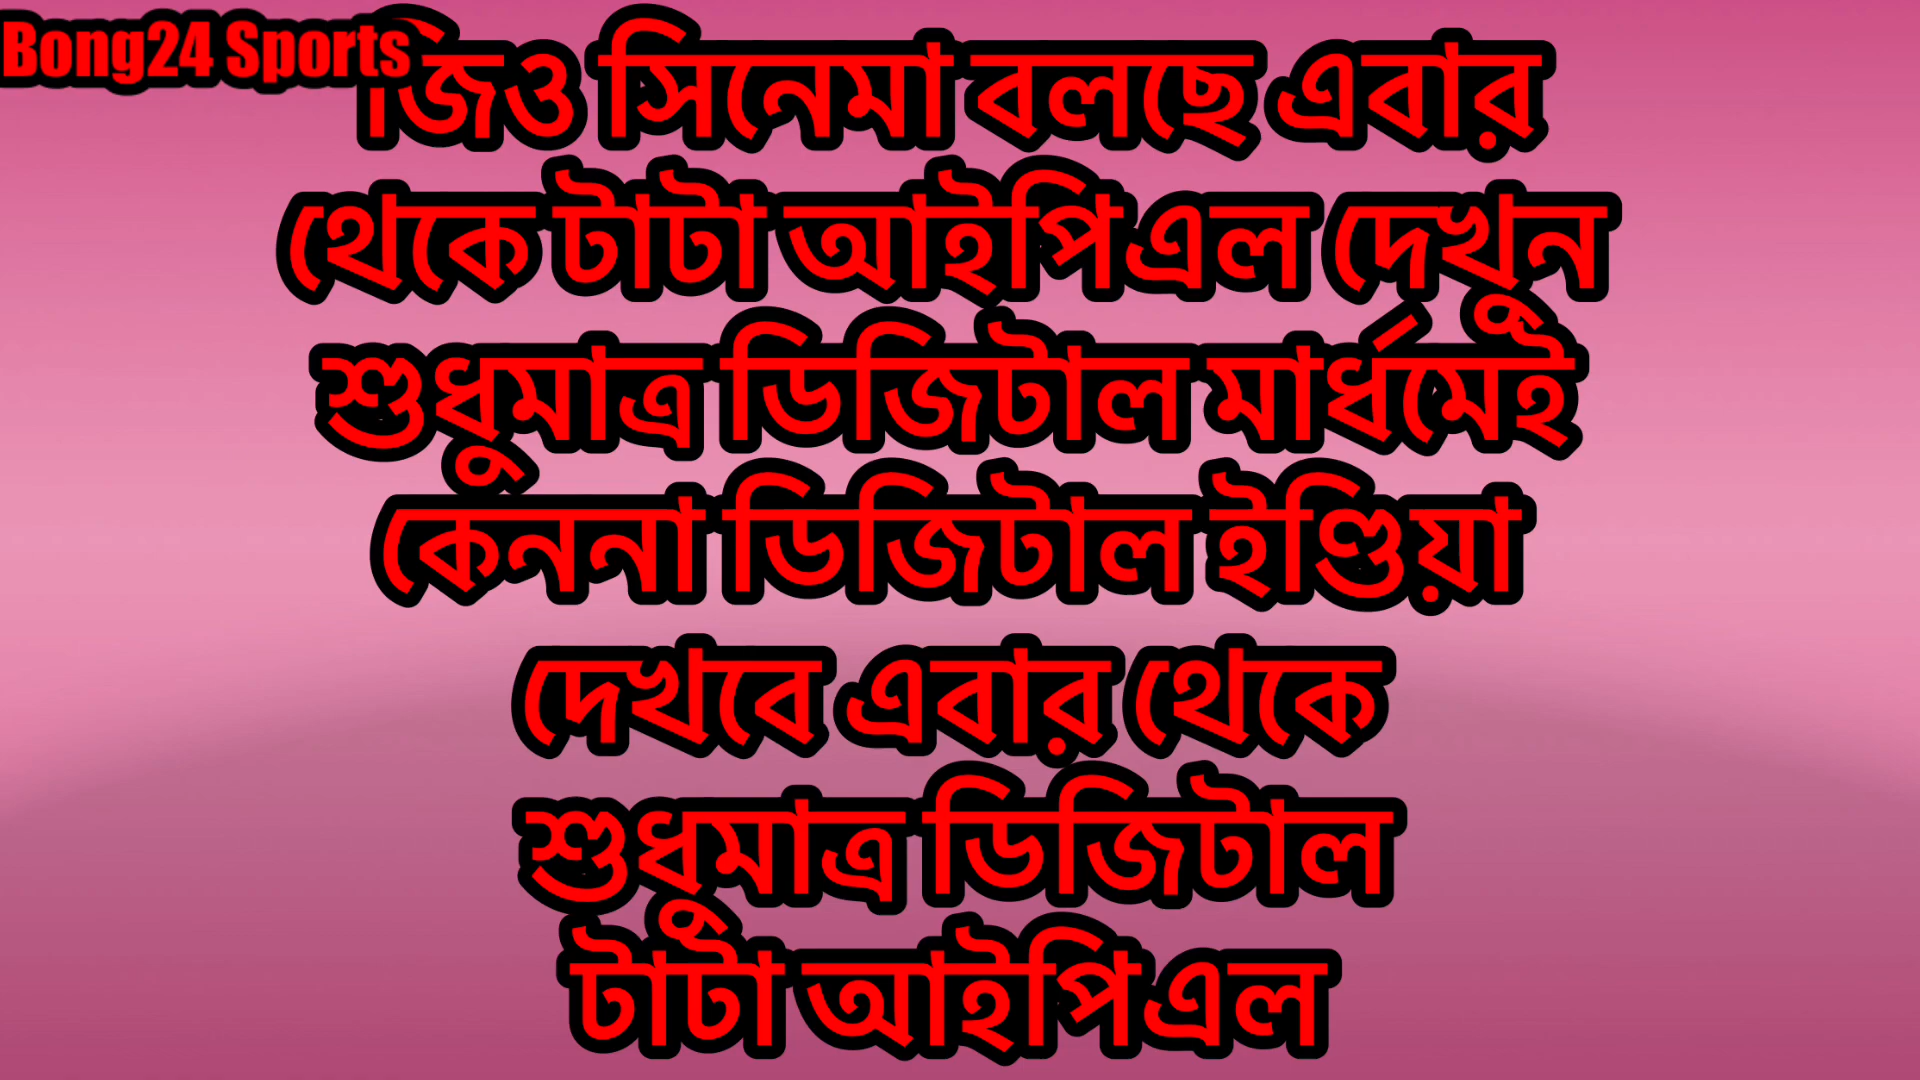 Bong24 Sports
জিও সিনেমা বলছে এবার
থেকে টাটা আইপিএল দেখুন
শুধুমাত্র ডিজিটাল মার্ধমেই
কেননা ডিজিটাল ইণ্ডিয়া
দেখবে এবার থেকে
শুধুমাত্র ডিজিটাল
টাটা আইপিএল